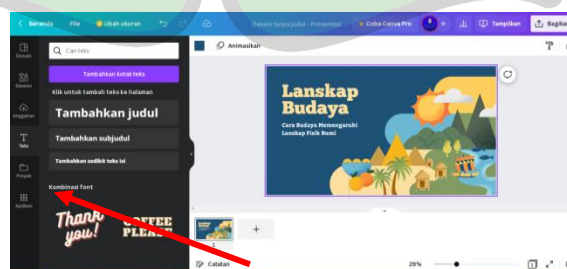 Beranda File Ubah ukuran Desain tanpa judul - Presentasi Coba Canva Pro + Tampilkan Bagikan
Desain
Cari teks
Animasikan
Tambahkan kotak teks
Elemen
Klik untuk tambah teks ke halaman
Tambahkan judul
Unggahan
Tambahkan subjudul
Teks
Tambahkan sedikit teks isi
Proyek
Kombinasi font
Aplikasi
Thank you!
COFFEE PLEASE
Lanskap
Budaya
Cara Budaya Memengaruhi
Lanskap Fisik Bumi
+
1
Catatan
29%
1